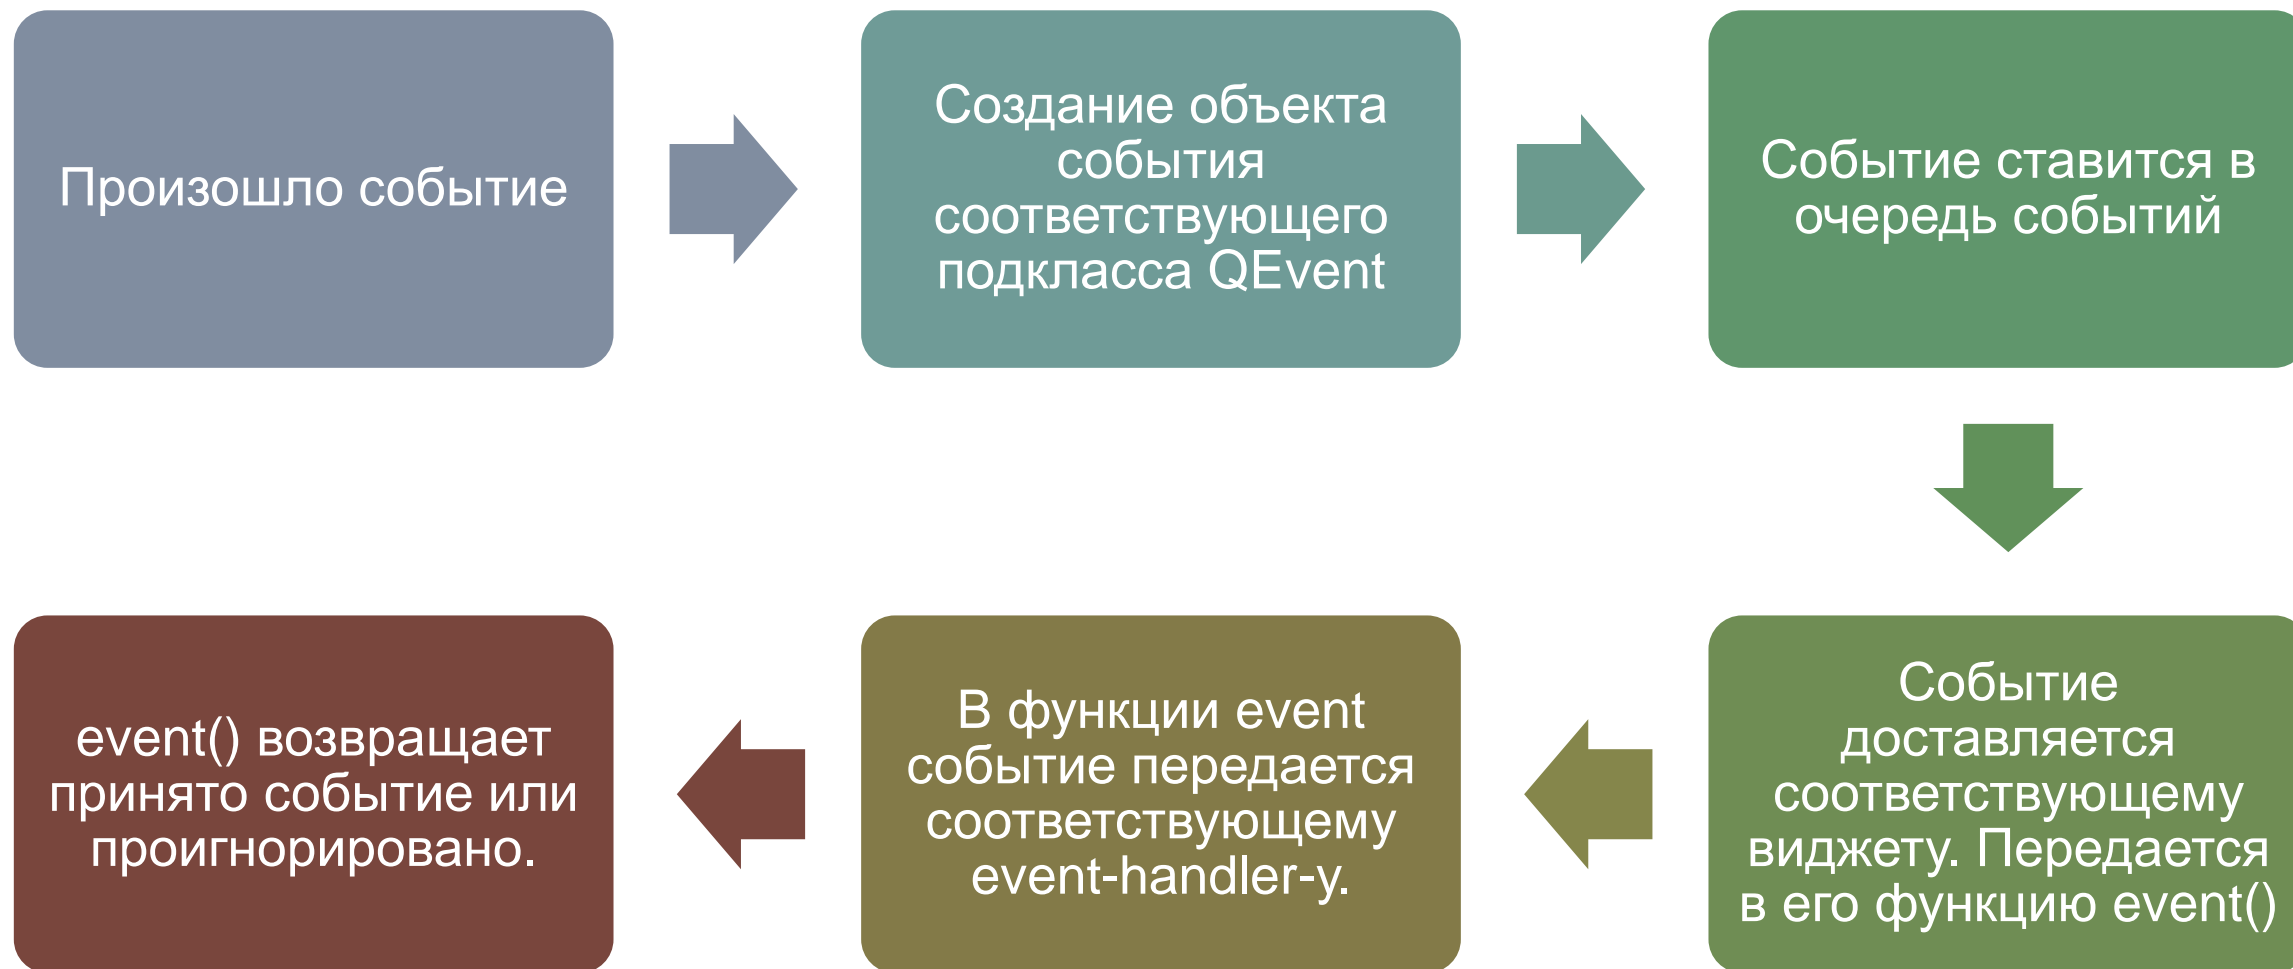 Произошло событие
Создание объекта
события
соответствующего
подкласса QEvent
Событие ставится в
очередь событий
Событие
доставляется
соответствующему
виджету. Передается
в его функцию event()
В функции event
событие передается
соответствующему
event-handler-у.
event() возвращает
принято событие или
проигнорировано.